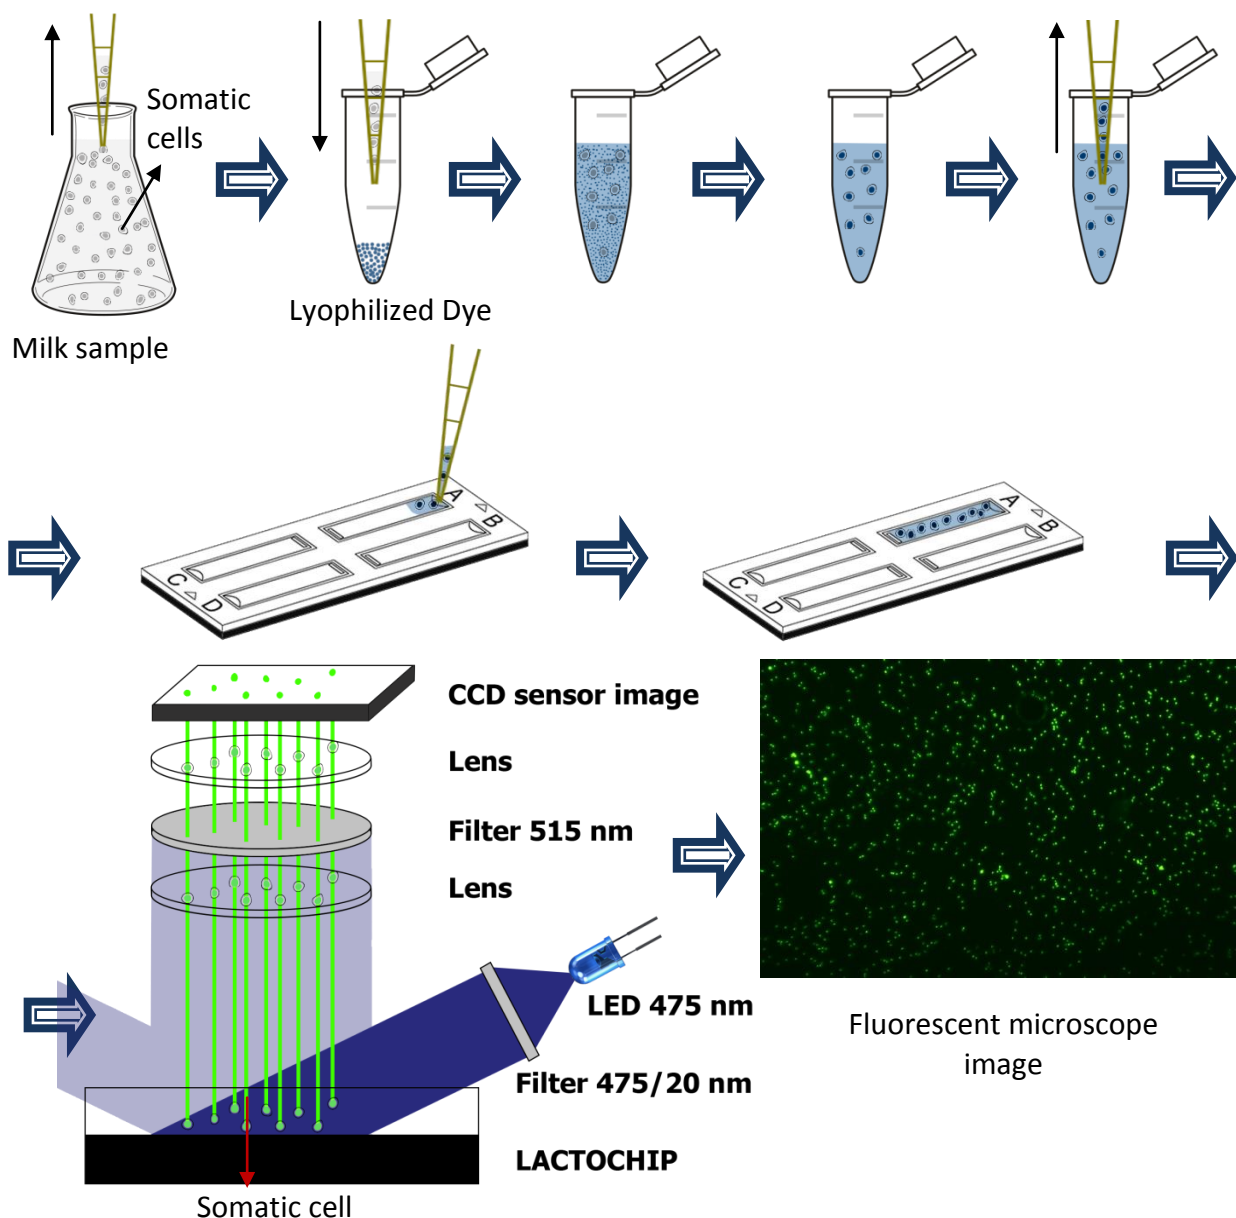 Somatic
cells
Lyophilized Dye
Milk sample
A
B
C
D
A
B
C
D
CCD sensor image
Lens
Filter 515 nm
Lens
LED 475 nm
Filter 475/20 nm
LACTOCHIP
Somatic cell
Fluorescent microscope
image